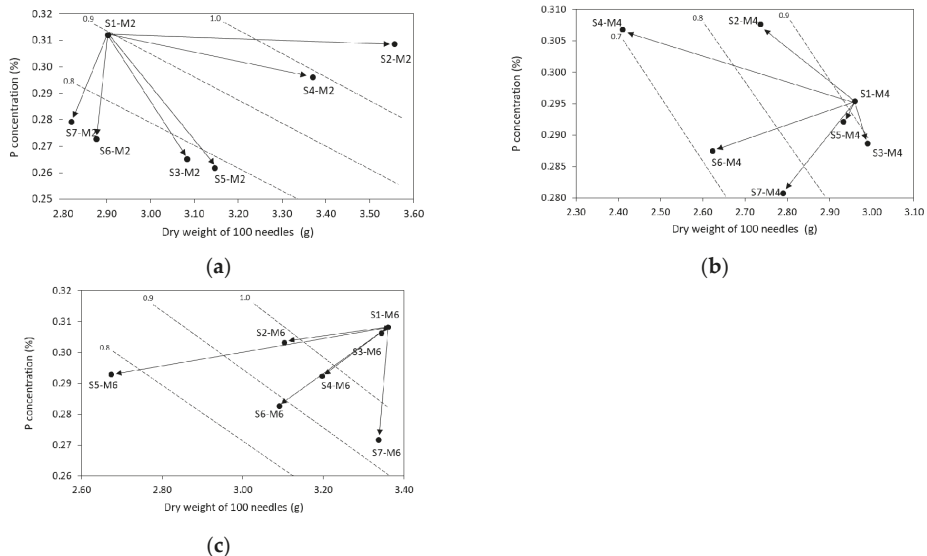 0.32
0.31
0.30
0.29
0.28
0.27
0.26
0.25
P concentration (%)
0.9
1.0
0.8
S1-M2
S2-M2
S4-M2
S7-M2
S6-M2
S3-M2
S5-M2
2.80 2.90 3.00 3.10 3.20 3.30 3.40 3.50 3.60
Dry weight of 100 needles (g)
(a)
0.310
0.305
0.300
0.295
0.290
0.285
0.280
P concentration (%)
S4-M4
0.7
S2-M4
0.8
0.9
S1-M4
S5-M4
S3-M4
S6-M4
S7-M4
2.30 2.40 2.50 2.60 2.70 2.80 2.90 3.00 3.10
Dry weight of 100 needles (g)
(b)
0.32
0.31
0.30
0.29
0.28
0.27
0.26
P concentration (%)
0.9
1.0
0.8
S1-M6
S2-M6
S3-M6
S5-M6
S4-M6
S6-M6
S7-M6
2.60 2.80 3.00 3.20 3.40
Dry weight of 100 needles (g)
(c)